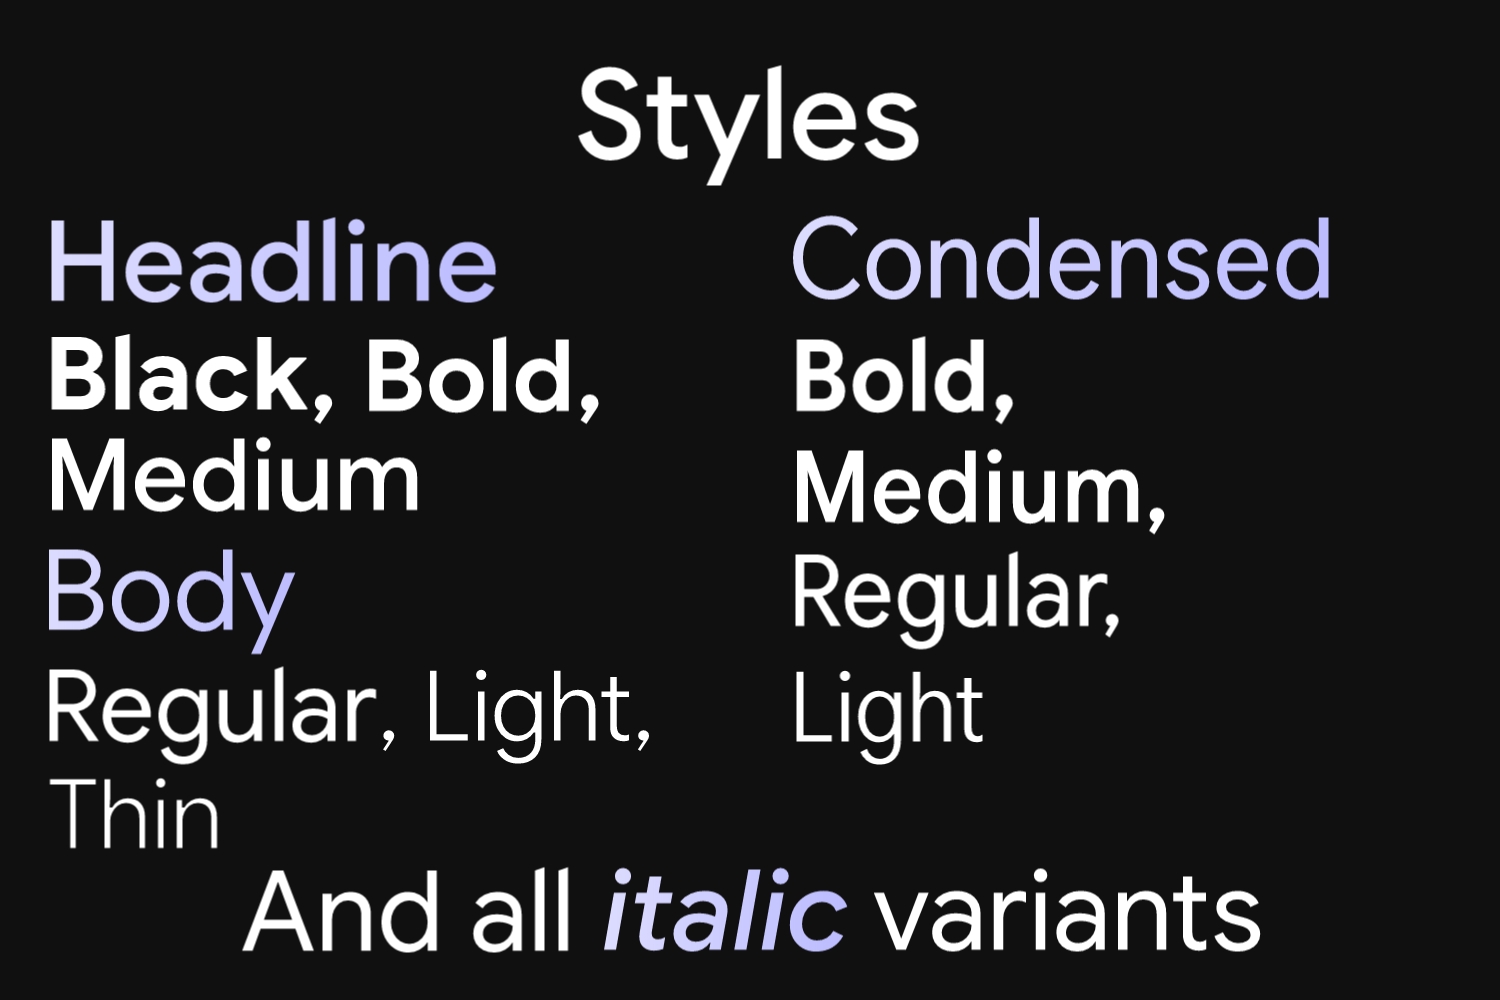 Styles
Headline
Black, Bold,
Medium
Body
Regular, Light,
Thin
Condensed
Bold,
Medium,
Regular,
Light
And all italic variants